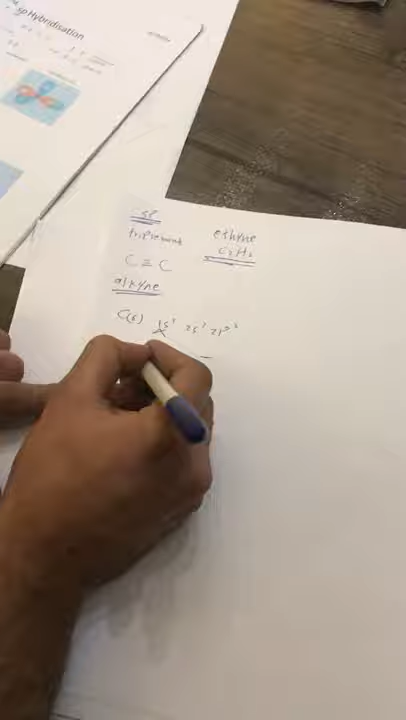 sp Hybridisation
sp
triple bond
ethyne
C₂H₂
C ≡ C
alkyne
C(6) 1s² 2s² 2p²